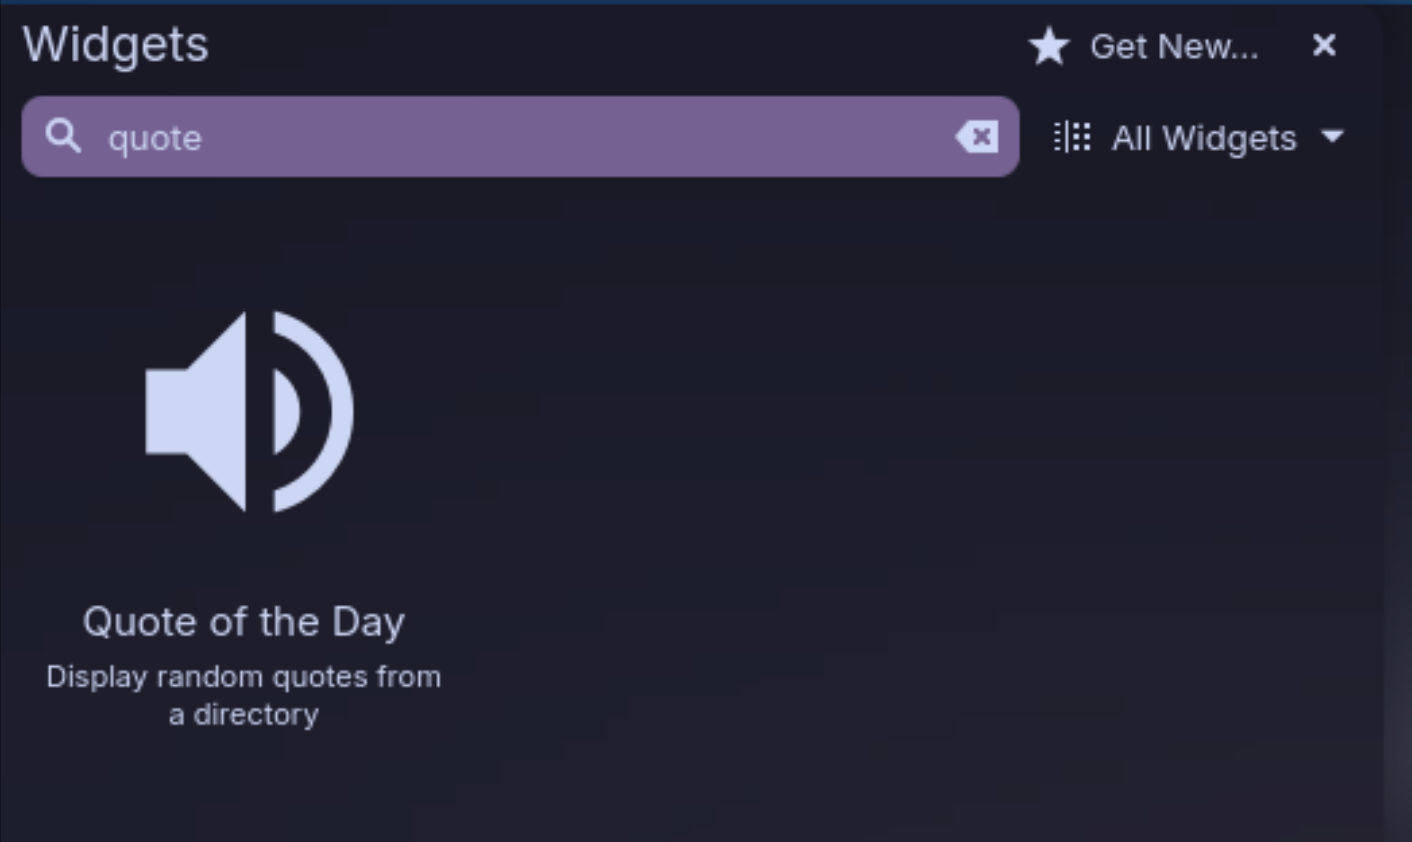 Widgets
Get New...
quote
All Widgets
Quote of the Day
Display random quotes from
a directory